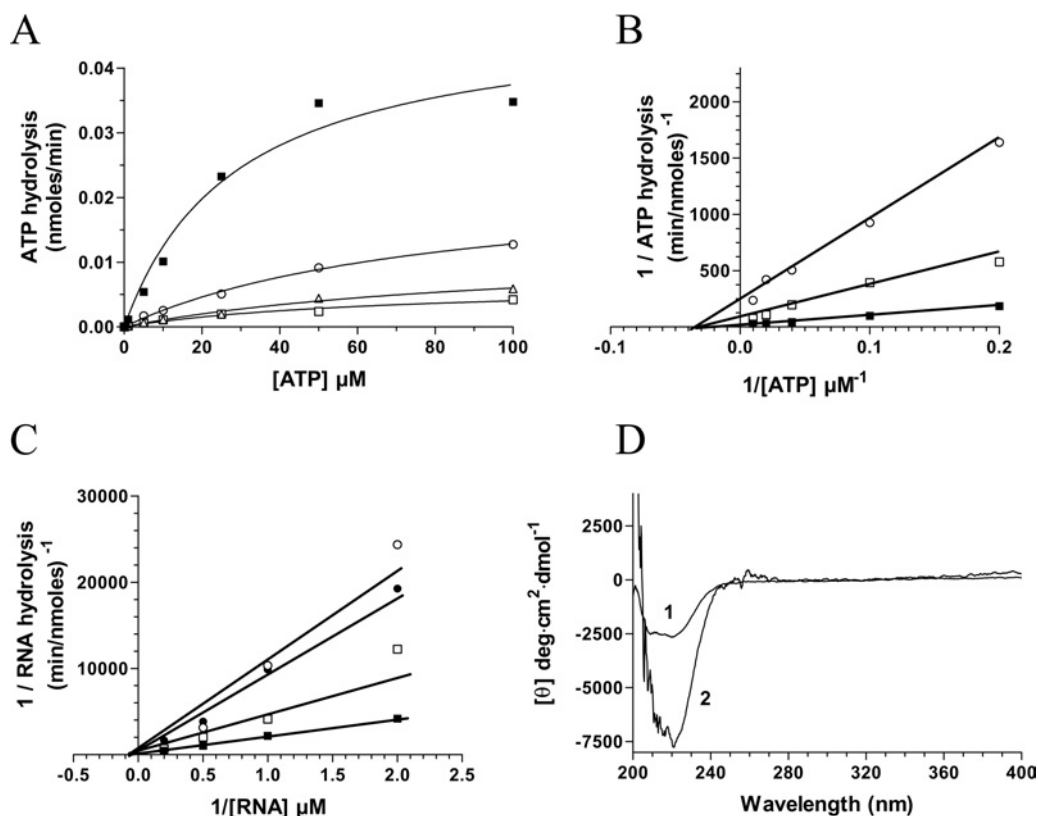 A
ATP hydrolysis
(nmoles/min)
0.04
0.03
0.02
0.01
0.00
0
20
40
60
80
100
[ATP] µM
B
1 / ATP hydrolysis
(min/nmoles)⁻¹
2000
1500
1000
500
-0.1
0.0
0.1
0.2
1/[ATP] µM⁻¹
C
1 / RNA hydrolysis
(min/nmoles)⁻¹
30000
20000
10000
-0.5
0.0
0.5
1.0
1.5
2.0
2.5
1/[RNA] µM
D
[θ] deg·cm²·dmol⁻¹
2500
0
-2500
-5000
-7500
1
2
200
240
280
320
360
400
Wavelength (nm)